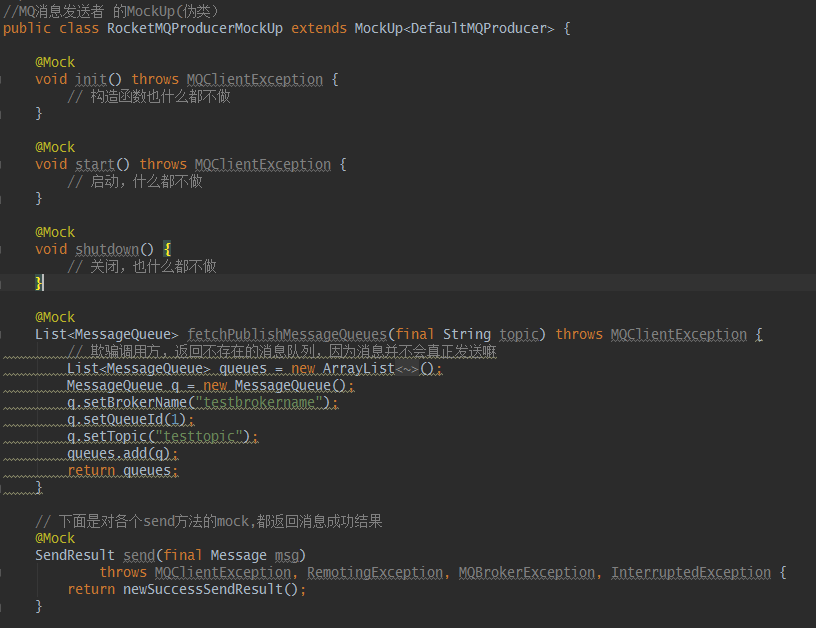 //MQ消息发送者 的MockUp(伪类）
public class RocketMQProducerMockUp extends MockUp<DefaultMQProducer> {
@Mock
void init() throws MQClientException {
// 构造函数也什么都不做
}
@Mock
void start() throws MQClientException {
// 启动，什么都不做
}
@Mock
void shutdown() {
// 关闭，也什么都不做
}
@Mock
List<MessageQueue> fetchPublishMessageQueues(final String topic) throws MQClientException {
// 欺骗调用方，返回不存在的消息队列，因为消息并不会真正发送嘛
List<MessageQueue> queues = new ArrayList<~>();
MessageQueue q = new MessageQueue();
q.setBrokerName("testbrokername");
q.setQueueId(1);
q.setTopic("testtopic");
queues.add(q);
return queues;
}
// 下面是对各个send方法的mock,都返回消息成功结果
@Mock
SendResult send(final Message msg)
throws MQClientException, RemotingException, MQBrokerException, InterruptedException {
return newSuccessSendResult();
}